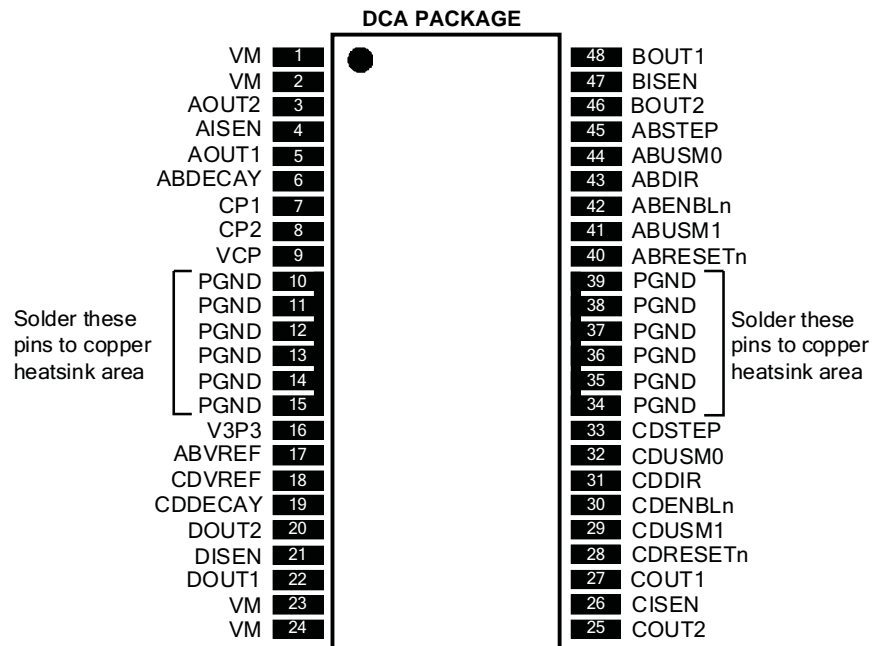 DCA PACKAGE
VM 1
VM 2
AOUT2 3
AISEN 4
AOUT1 5
ABDECAY 6
CP1 7
CP2 8
VCP 9
PGND 10
PGND 11
PGND 12
PGND 13
PGND 14
PGND 15
Solder these
pins to copper
heatsink area
V3P3 16
ABVREF 17
CDVREF 18
CDDECAY 19
DOUT2 20
DISEN 21
DOUT1 22
VM 23
VM 24
48 BOUT1
47 BISEN
46 BOUT2
45 ABSTEP
44 ABUSM0
43 ABDIR
42 ABENBLn
41 ABUSM1
40 ABRESETn
39 PGND
38 PGND
37 PGND
36 PGND
35 PGND
34 PGND
Solder these
pins to copper
heatsink area
33 CDSTEP
32 CDUSM0
31 CDDIR
30 CDENBLn
29 CDUSM1
28 CDRESETn
27 COUT1
26 CISEN
25 COUT2